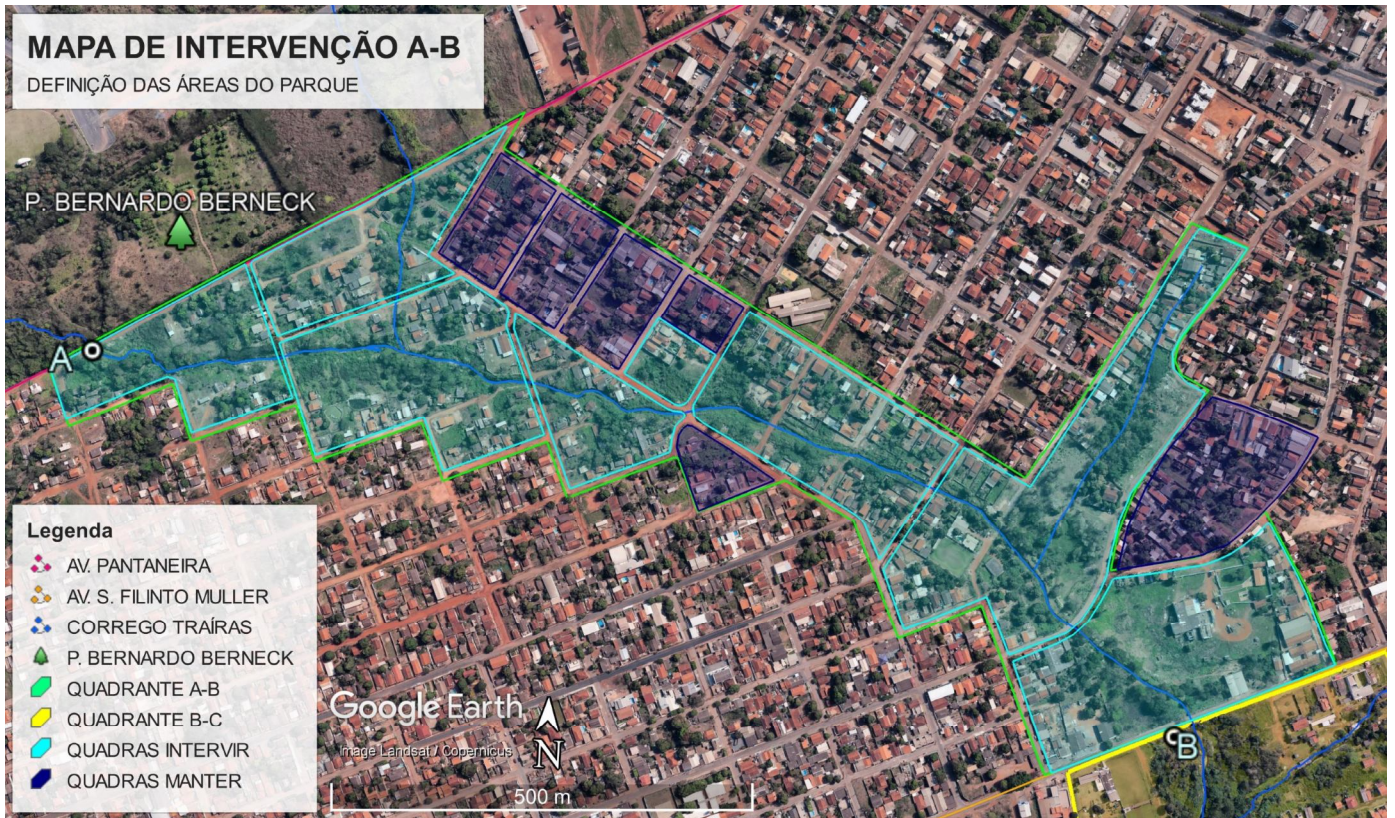 MAPA DE INTERVENÇÃO A-B
DEFINIÇÃO DAS ÁREAS DO PARQUE
P. BERNARDO BERNECK
A
B
Legenda
AV. PANTANEIRA
AV. S. FILINTO MULLER
CORREGO TRAÍRAS
P. BERNARDO BERNECK
QUADRANTE A-B
QUADRANTE B-C
QUADRAS INTERVIR
QUADRAS MANTER
Google Earth
Image Landsat / Copernicus
N
500 m